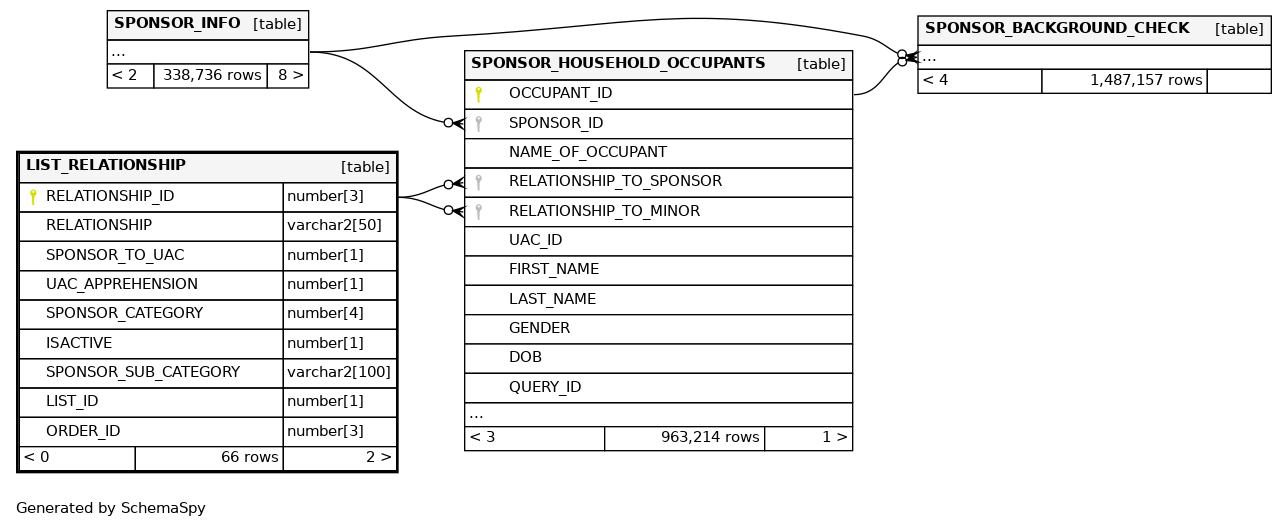 SPONSOR_INFO [table]
...
< 2 338,736 rows 8 >
SPONSOR_BACKGROUND_CHECK [table]
...
< 4 1,487,157 rows
SPONSOR_HOUSEHOLD_OCCUPANTS [table]
OCCUPANT_ID
SPONSOR_ID
NAME_OF_OCCUPANT
RELATIONSHIP_TO_SPONSOR
RELATIONSHIP_TO_MINOR
UAC_ID
FIRST_NAME
LAST_NAME
GENDER
DOB
QUERY_ID
...
< 3 963,214 rows 1 >
LIST_RELATIONSHIP [table]
RELATIONSHIP_ID number[3]
RELATIONSHIP varchar2[50]
SPONSOR_TO_UAC number[1]
UAC_APPREHENSION number[1]
SPONSOR_CATEGORY number[4]
ISACTIVE number[1]
SPONSOR_SUB_CATEGORY varchar2[100]
LIST_ID number[1]
ORDER_ID number[3]
< 0 66 rows 2 >
Generated by SchemaSpy